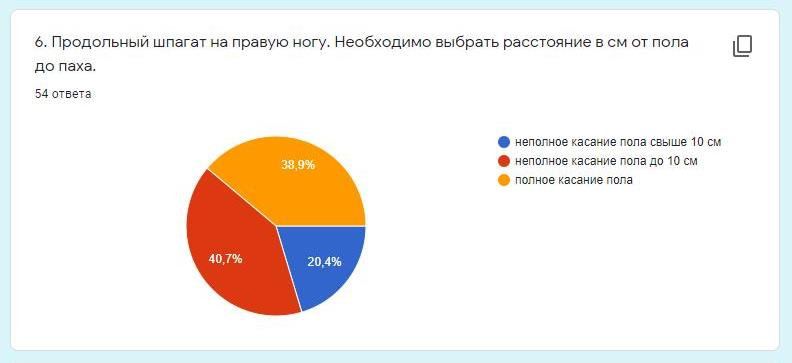 6. Продольный шпагат на правую ногу. Необходимо выбрать расстояние в см от пола
до паха.
54 ответа
неполное касание пола свыше 10 см
неполное касание пола до 10 см
полное касание пола
38,9%
40,7%
20,4%